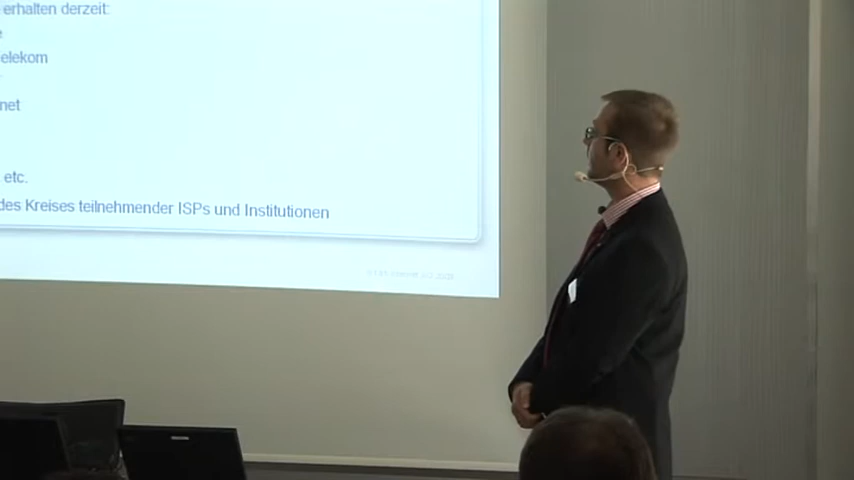 erhalten derzeit:
elekom
net
etc.
des Kreises teilnehmender ISPs und Institutionen